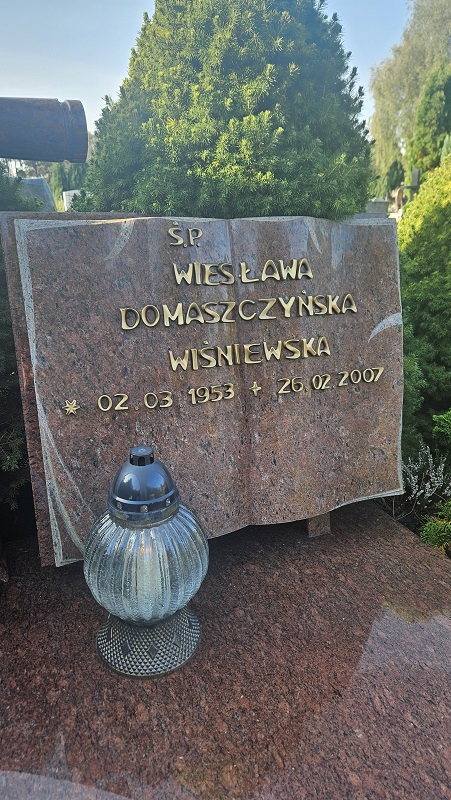 Ś.P.
WIESŁAWA
DOMASZCZYŃSKA
WIŚNIEWSKA
* 02.03 1953 + 26.02.2007